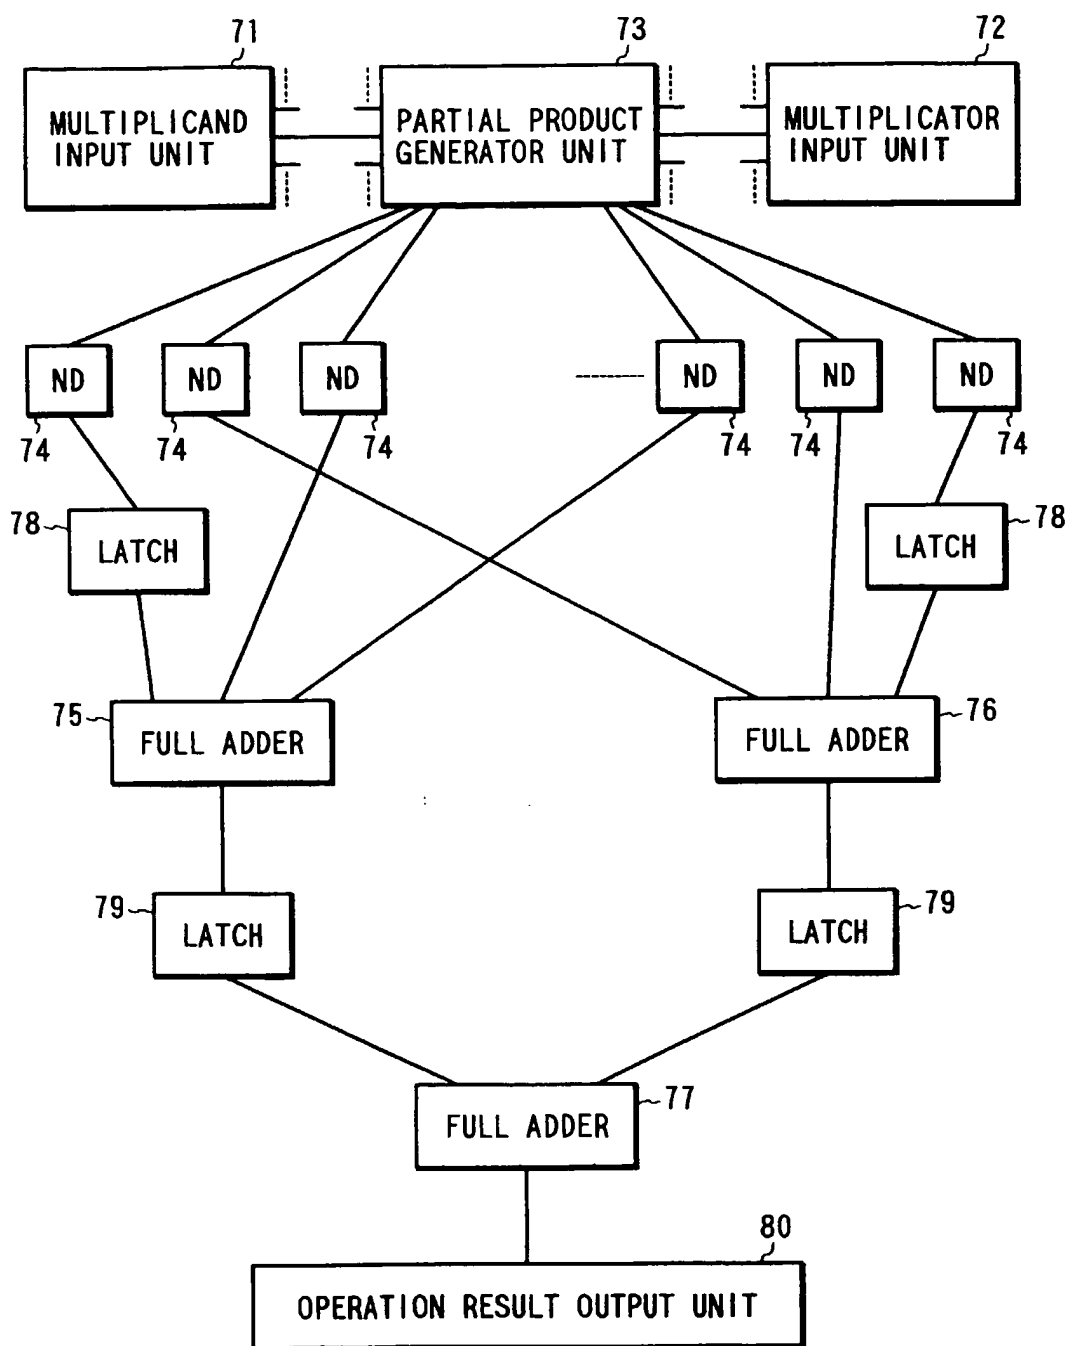 71
73
72
MULTIPLICAND
INPUT UNIT
PARTIAL PRODUCT
GENERATOR UNIT
MULTIPLICATOR
INPUT UNIT
ND
ND
ND
ND
ND
ND
74
74
74
74
74
74
78
LATCH
LATCH
78
75
FULL ADDER
FULL ADDER
76
79
LATCH
LATCH
79
FULL ADDER
77
80
OPERATION RESULT OUTPUT UNIT